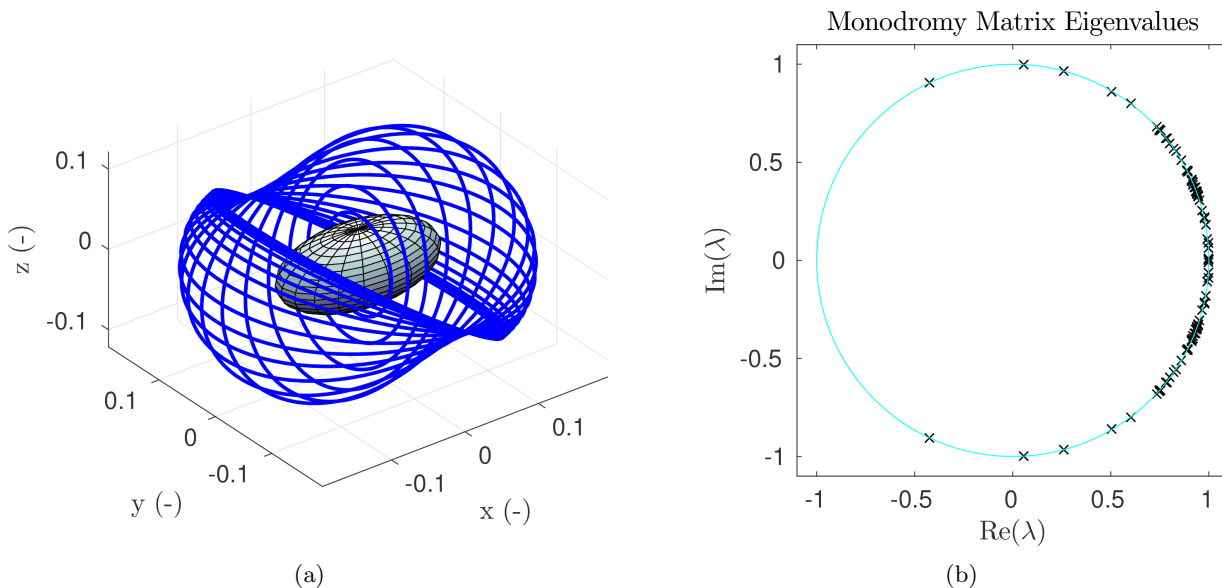 Monodromy Matrix Eigenvalues
0.1
0
-0.1
z (-)
0.1
0
-0.1
y (-)
-0.1
0
0.1
x (-)
1
0.5
0
-0.5
-1
Im(λ)
-1
-0.5
0
0.5
1
Re(λ)
(a)
(b)